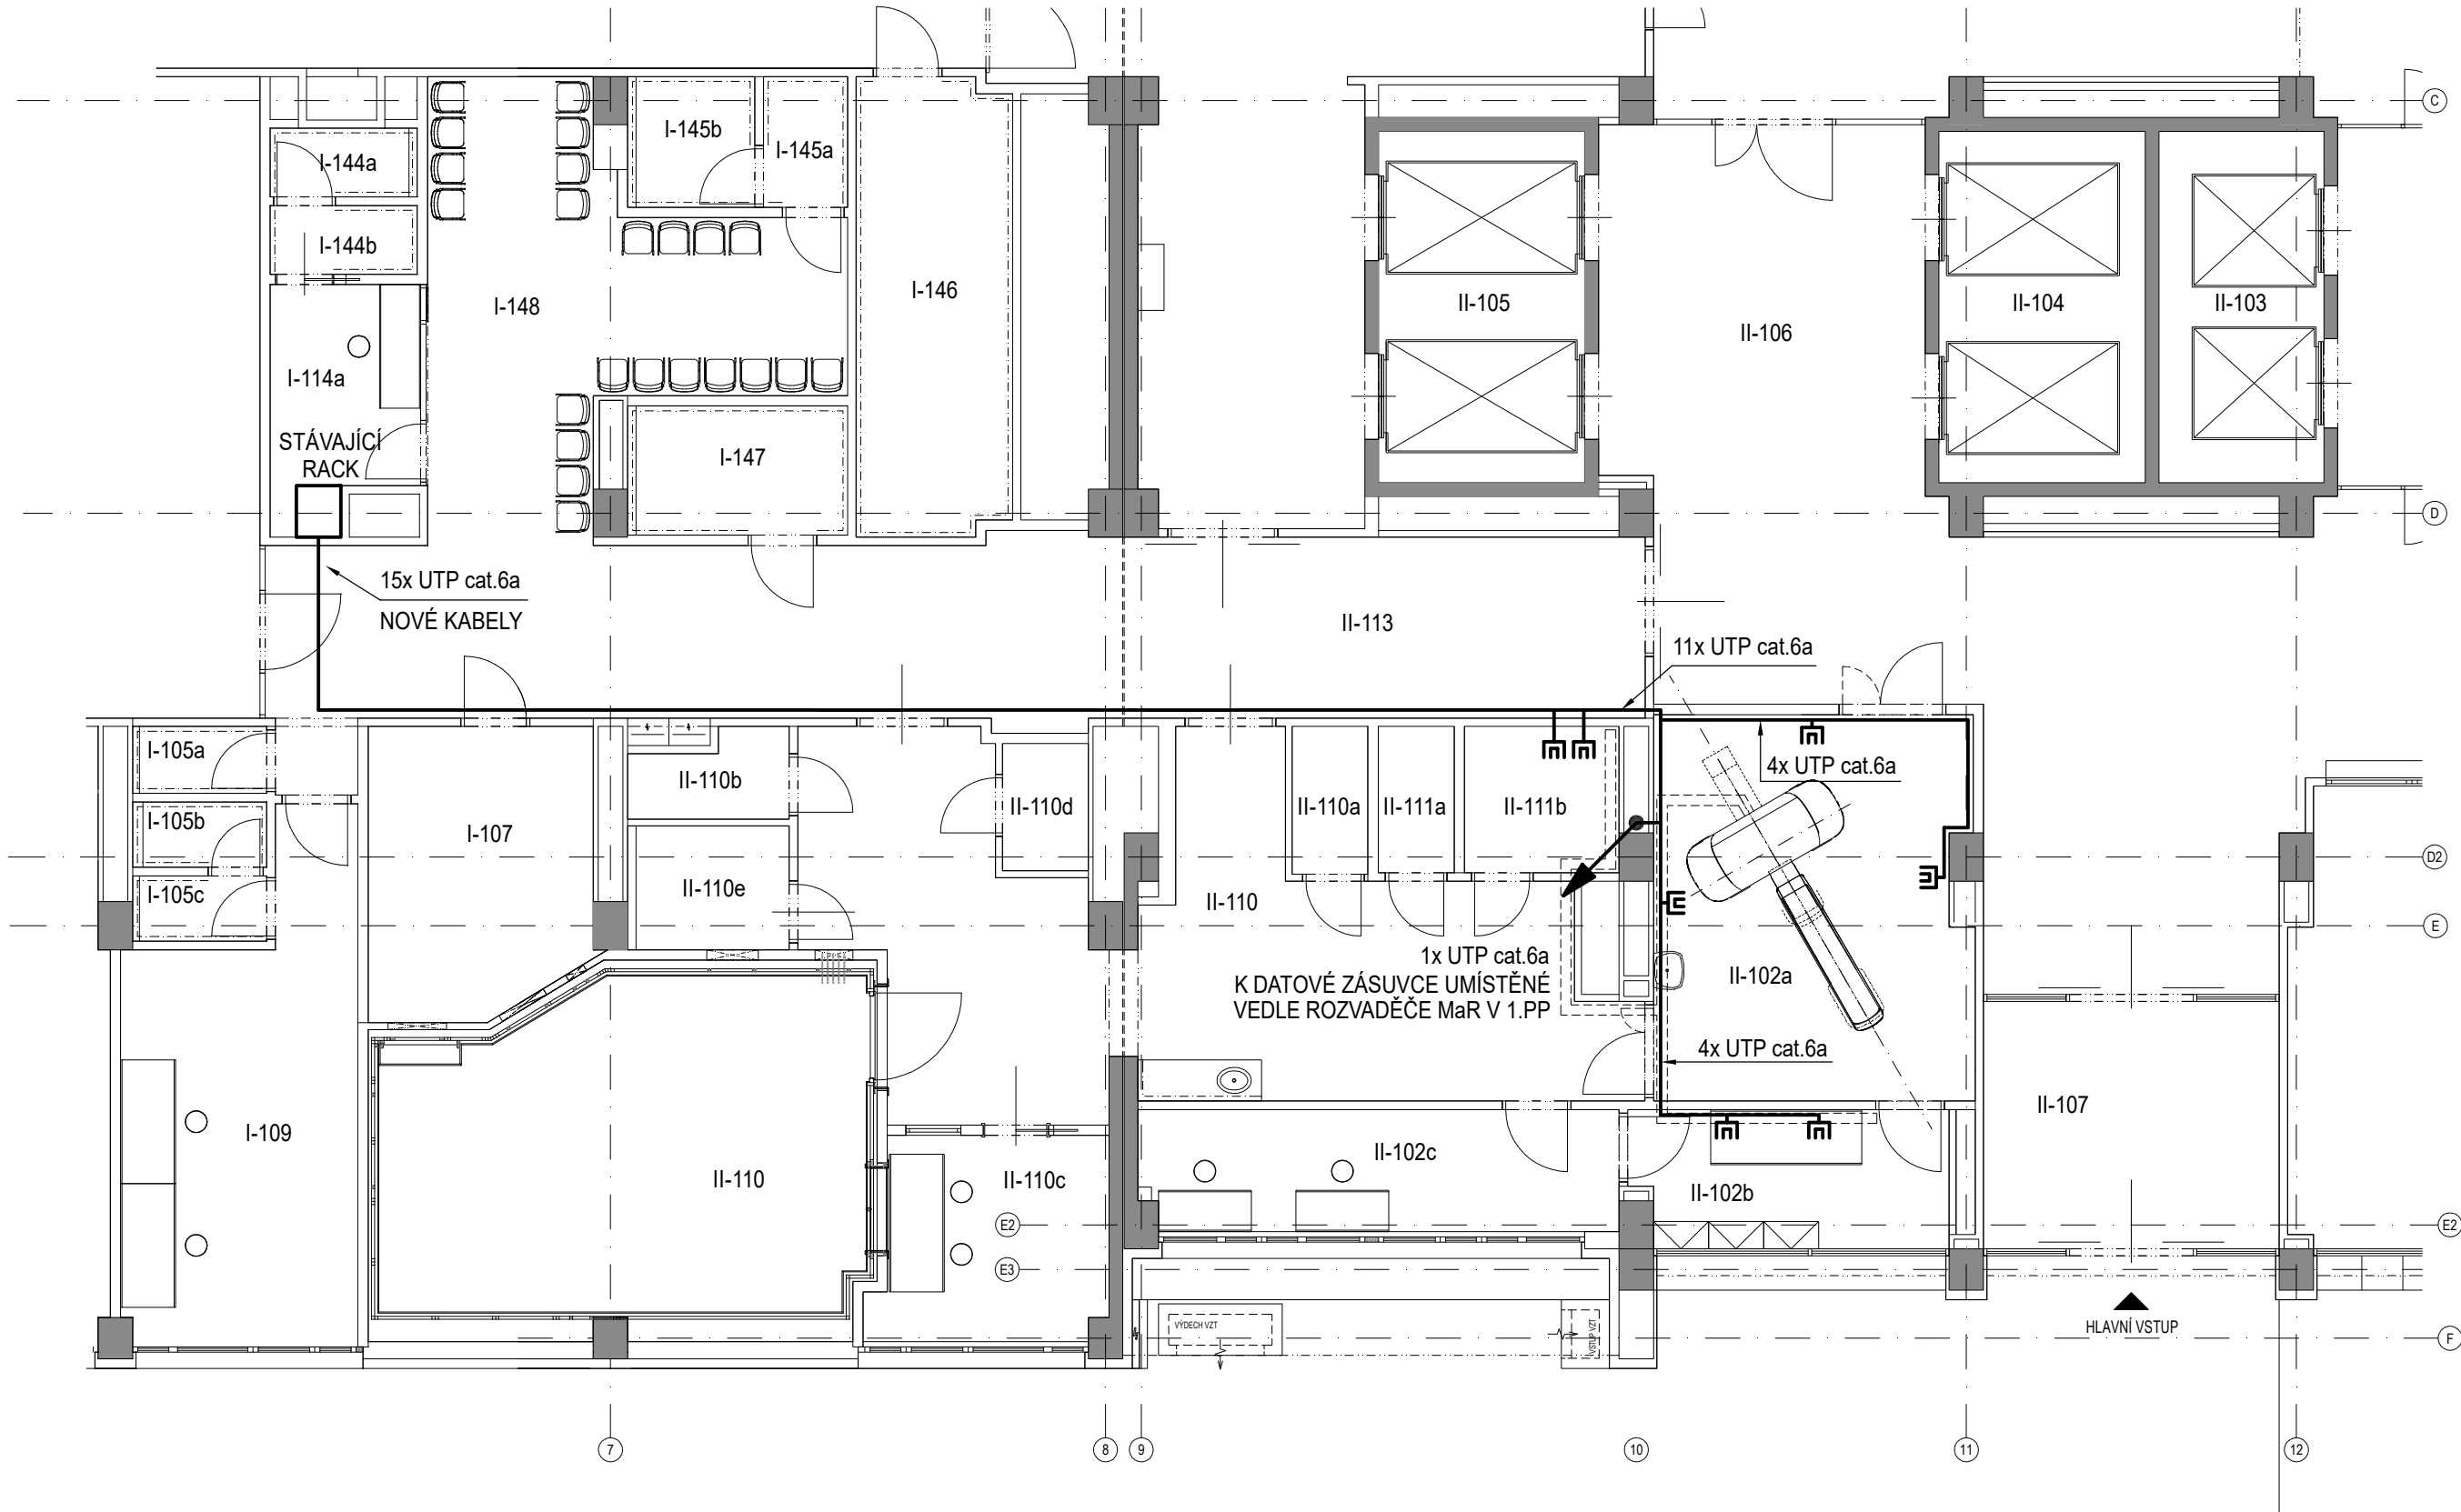 C
I-145b
I-145a
I-144a
I-144b
I-148
I-146
II-105
II-104
II-103
II-106
I-114a
STÁVAJÍCÍ
RACK
I-147
D
15x UTP cat.6a
NOVÉ KABELY
II-113
11x UTP cat.6a
I-105a
II-110b
4x UTP cat.6a
I-105b
I-107
II-110d
II-110a
II-111a
II-111b
D2
I-105c
II-110e
II-110
E
1x UTP cat.6a
K DATOVÉ ZÁSUVCE UMÍSTĚNÉ
VEDLE ROZVADĚČE MaR V 1.PP
II-102a
4x UTP cat.6a
I-109
II-107
II-102c
II-110
II-110c
II-102b
E2
E2
E3
VÝDECH VZT
VSTUP VZT
HLAVNÍ VSTUP
F
7
8
9
10
11
12